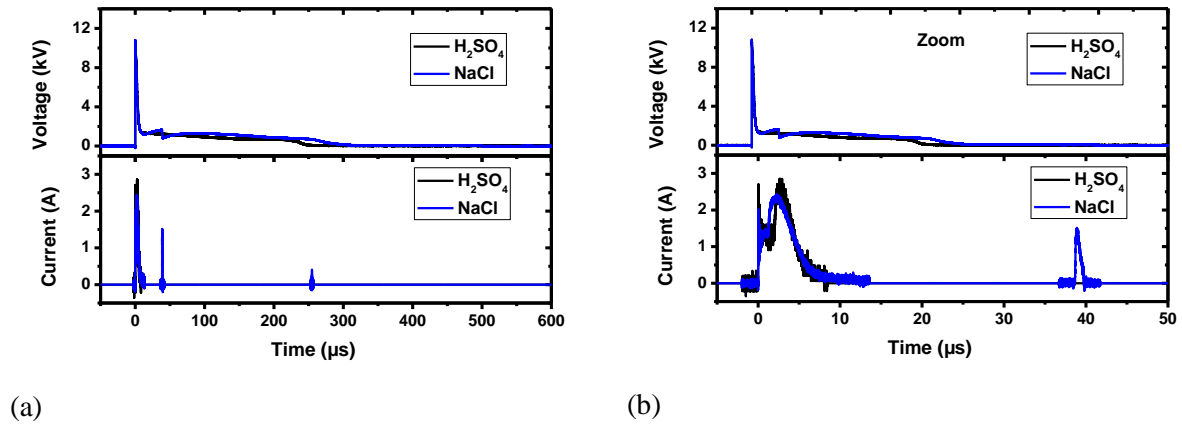 12
8
4
0
Voltage (kV)
H₂SO₄
NaCl
3
2
1
0
Current (A)
H₂SO₄
NaCl
0 100 200 300 400 500 600
Time (µs)
(a)
12
8
4
0
Voltage (kV)
Zoom
H₂SO₄
NaCl
3
2
1
0
Current (A)
H₂SO₄
NaCl
0 10 20 30 40 50
Time (µs)
(b)